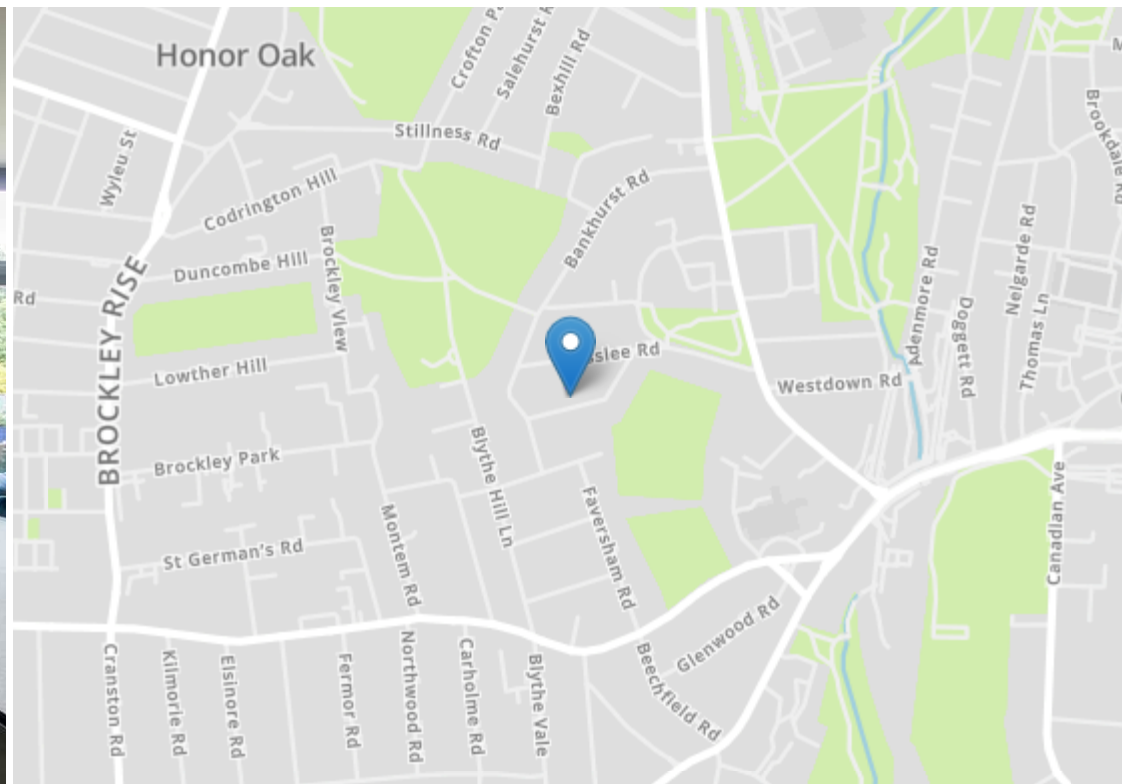 Honor Oak
Crofton P
Salehurst R
Bexhill Rd
Stillness Rd
Wyleu St
Codrington Hill
Bankhurst Rd
Brookdale Rd
Brockley View
Duncombe Hill
Nelgarde Rd
Rd
Adenmore Rd
Doggett Rd
Thomas Ln
BROCKLEY RISE
sslee Rd
Lowther Hill
Westdown Rd
Brockley Park
Blythe Hill Ln
Faversham Rd
Canadian Ave
Montem Rd
St German's Rd
Glenwood Rd
Cranston Rd
Kilmorie Rd
Elsinore Rd
Fermor Rd
Northwood Rd
Carholme Rd
Blythe Vale
Beechfield Rd